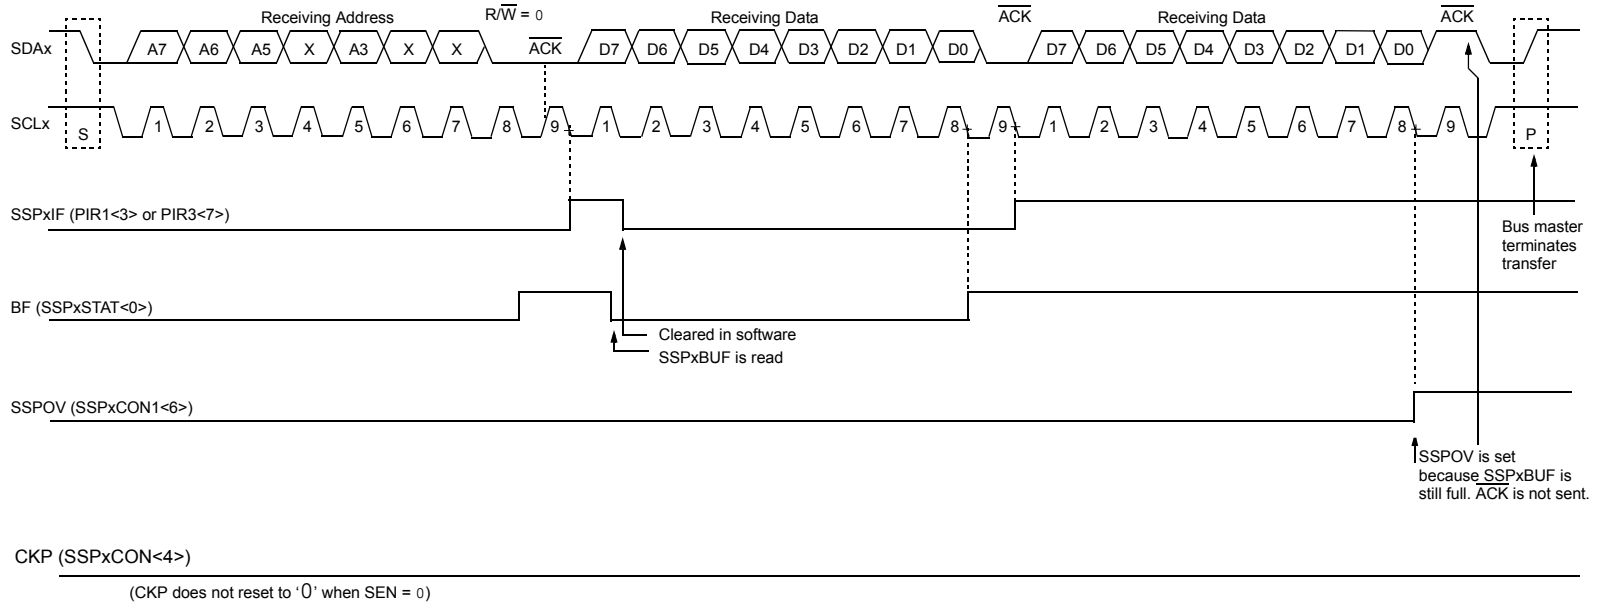 Receiving Address
R/W = 0
Receiving Data
ACK
Receiving Data
ACK
SDAx
A7 A6 A5 X A3 X X
ACK
D7 D6 D5 D4 D3 D2 D1 D0
D7 D6 D5 D4 D3 D2 D1 D0
SCLx
S
1 2 3 4 5 6 7 8 9
1 2 3 4 5 6 7 8 9
1 2 3 4 5 6 7 8 9
P
SSPxIF (PIR1<3> or PIR3<7>)
Bus master
terminates
transfer
BF (SSPxSTAT<0>)
Cleared in software
SSPxBUF is read
SSPOV (SSPxCON1<6>)
SSPOV is set
because SSPxBUF is
still full. ACK is not sent.
CKP (SSPxCON<4>)
(CKP does not reset to ‘0’ when SEN = 0)